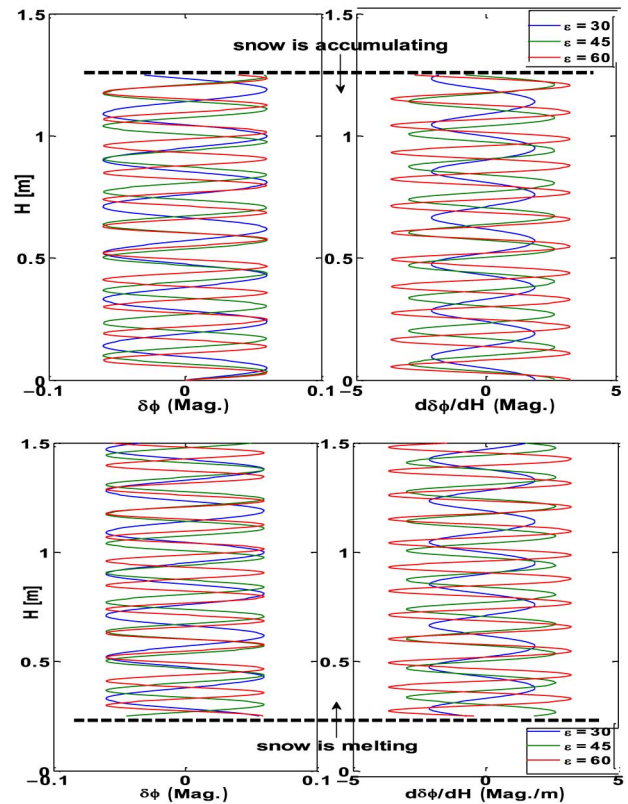 snow is accumulating
ε = 30
ε = 45
ε = 60
H [m]
1
0.5
0
−0.1 0 0.1
−5 0 5
δϕ (Mag.)
dδϕ/dH (Mag.)
1.5
1
0.5
0
H [m]
snow is melting
ε = 30
ε = 45
ε = 60
−0.1 0 0.1
−5 0 5
δϕ (Mag.)
dδϕ/dH (Mag./m)